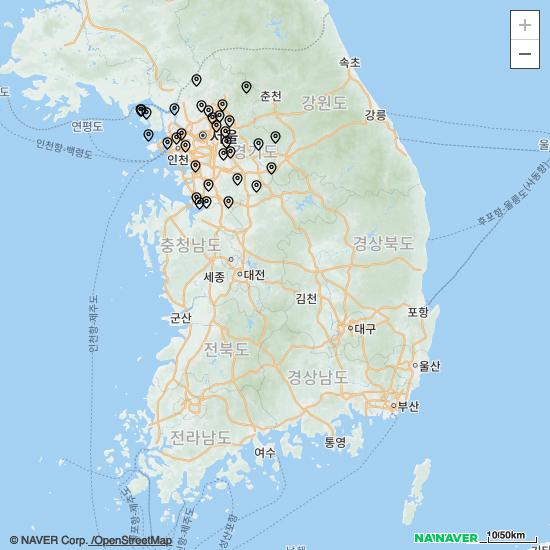 +
−
속초
춘천
강원도
강릉
연평도
서울
경기도
인천
인천항-백령도
후포항-울릉도(사동항)
충청남도
경상북도
세종
대전
김천
인천항-제주도
군산
포항
대구
전북도
울산
경상남도
부산
전라남도
여수
통영
© NAVER Corp. /OpenStreetMap
NAVER
10/50km